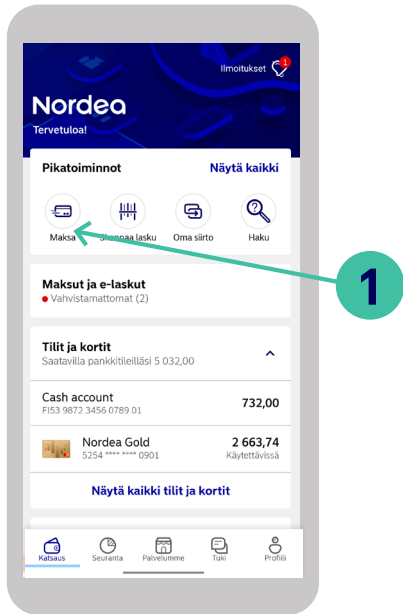 Ilmoitukset 1
Nordea
Tervetuloa!
Pikatoiminnot Näytä kaikki
Maksa Skannaa lasku Oma siirto Haku
1
Maksut ja e-laskut
Vahvistamattomat (2)
Tilit ja kortit
Saatavilla pankkitileilläsi 5 032,00
Cash account 732,00
FI53 9872 3456 0789 01
Nordea Gold 2 663,74
5254 **** **** 0901 Käytettävissä
Näytä kaikki tilit ja kortit
Katsaus Seuranta Palvelumme Tuki Profiili